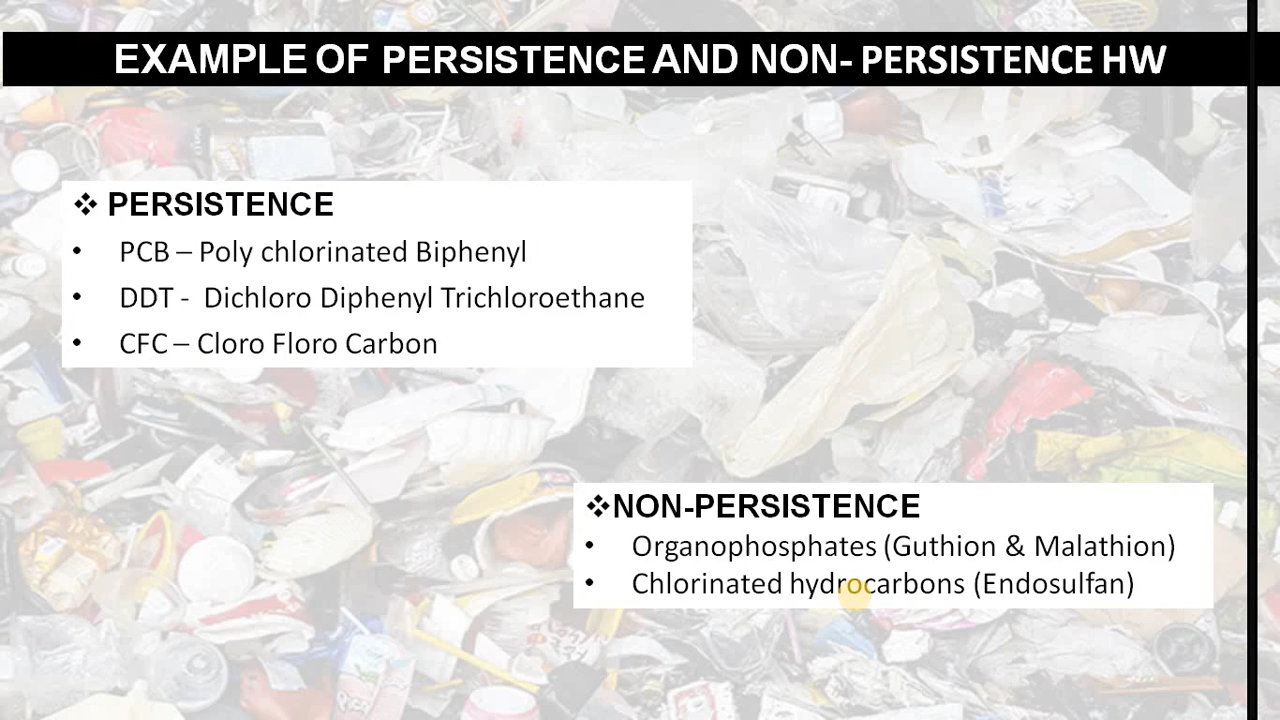 EXAMPLE OF PERSISTENCE AND NON- PERSISTENCE HW
❖ PERSISTENCE
• PCB – Poly chlorinated Biphenyl
• DDT - Dichloro Diphenyl Trichloroethane
• CFC – Cloro Floro Carbon
❖NON-PERSISTENCE
• Organophosphates (Guthion & Malathion)
• Chlorinated hydrocarbons (Endosulfan)